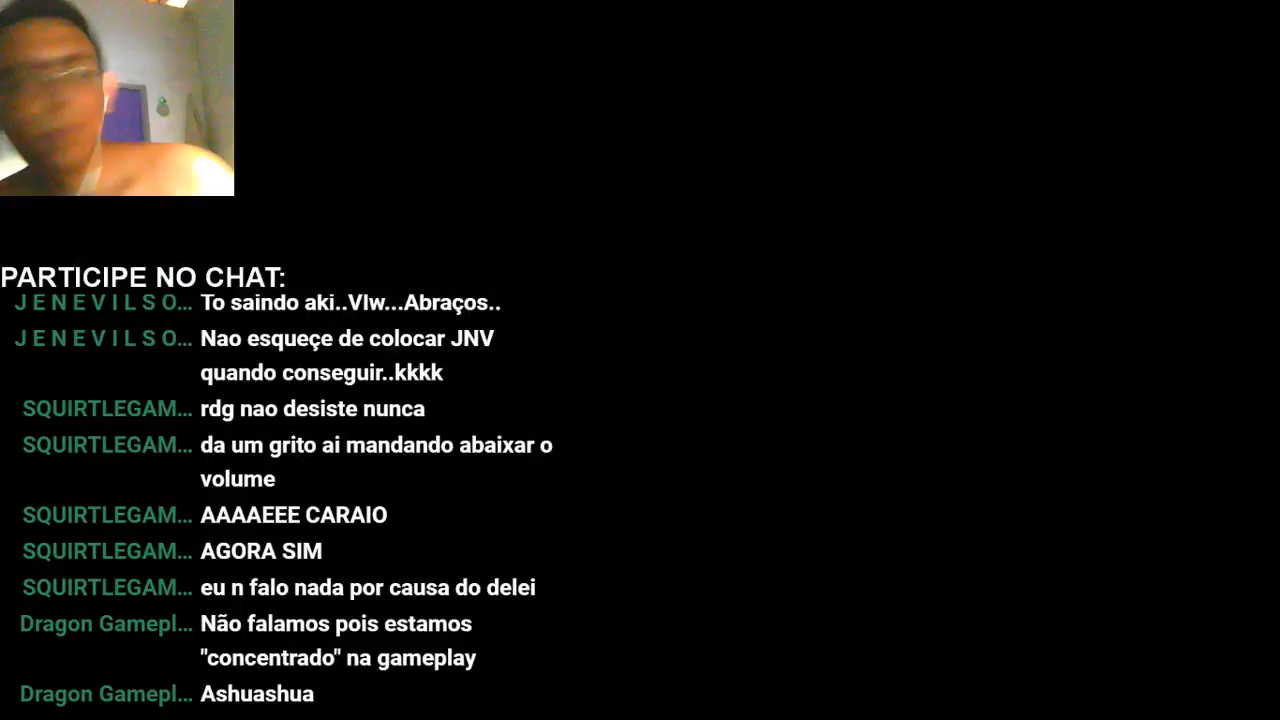 PARTICIPE NO CHAT:
J E N E V I L S O... To saindo aki..Vlw...Abraços..
J E N E V I L S O... Nao esqueçe de colocar JNV
quando conseguir..kkkk
SQUIRTLEGAM... rdg nao desiste nunca
SQUIRTLEGAM... da um grito ai mandando abaixar o
volume
SQUIRTLEGAM... AAAAEEE CARAIO
SQUIRTLEGAM... AGORA SIM
SQUIRTLEGAM... eu n falo nada por causa do delei
Dragon Gamepl... Não falamos pois estamos
"concentrado" na gameplay
Dragon Gamepl... Ashuashua